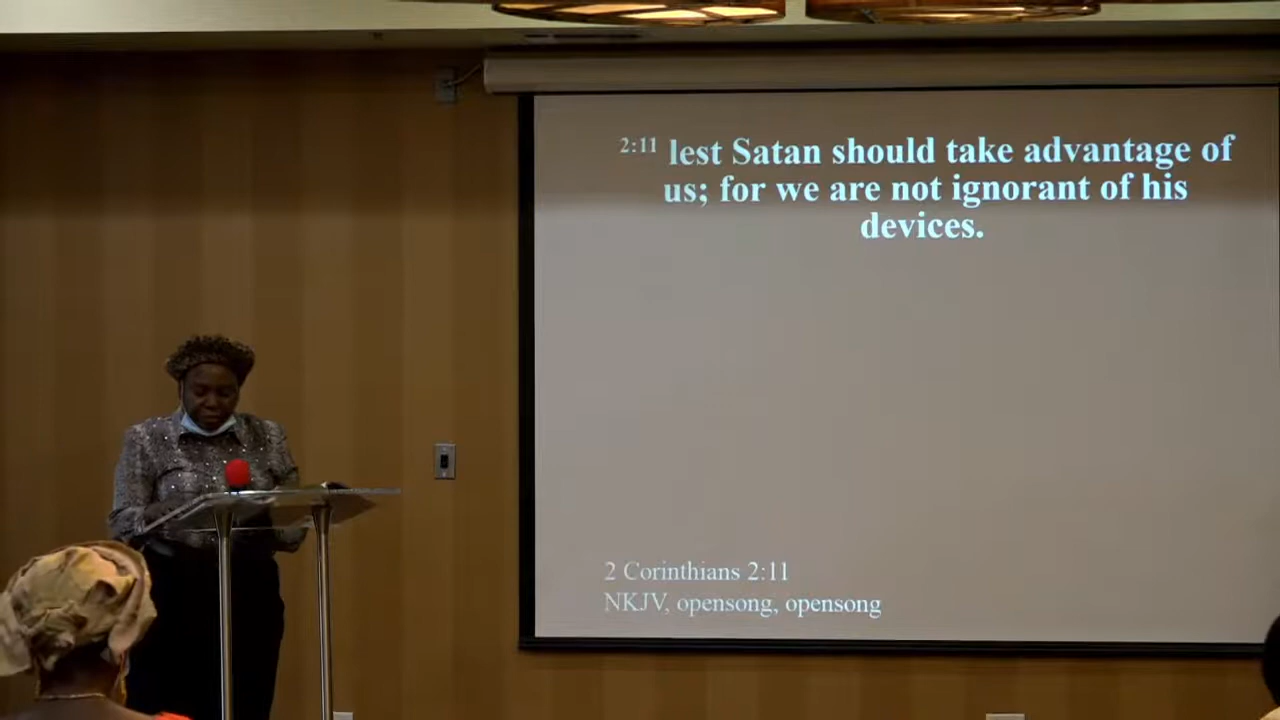 2:11 lest Satan should take advantage of
us; for we are not ignorant of his
devices.
2 Corinthians 2:11
NKJV, opensong, opensong